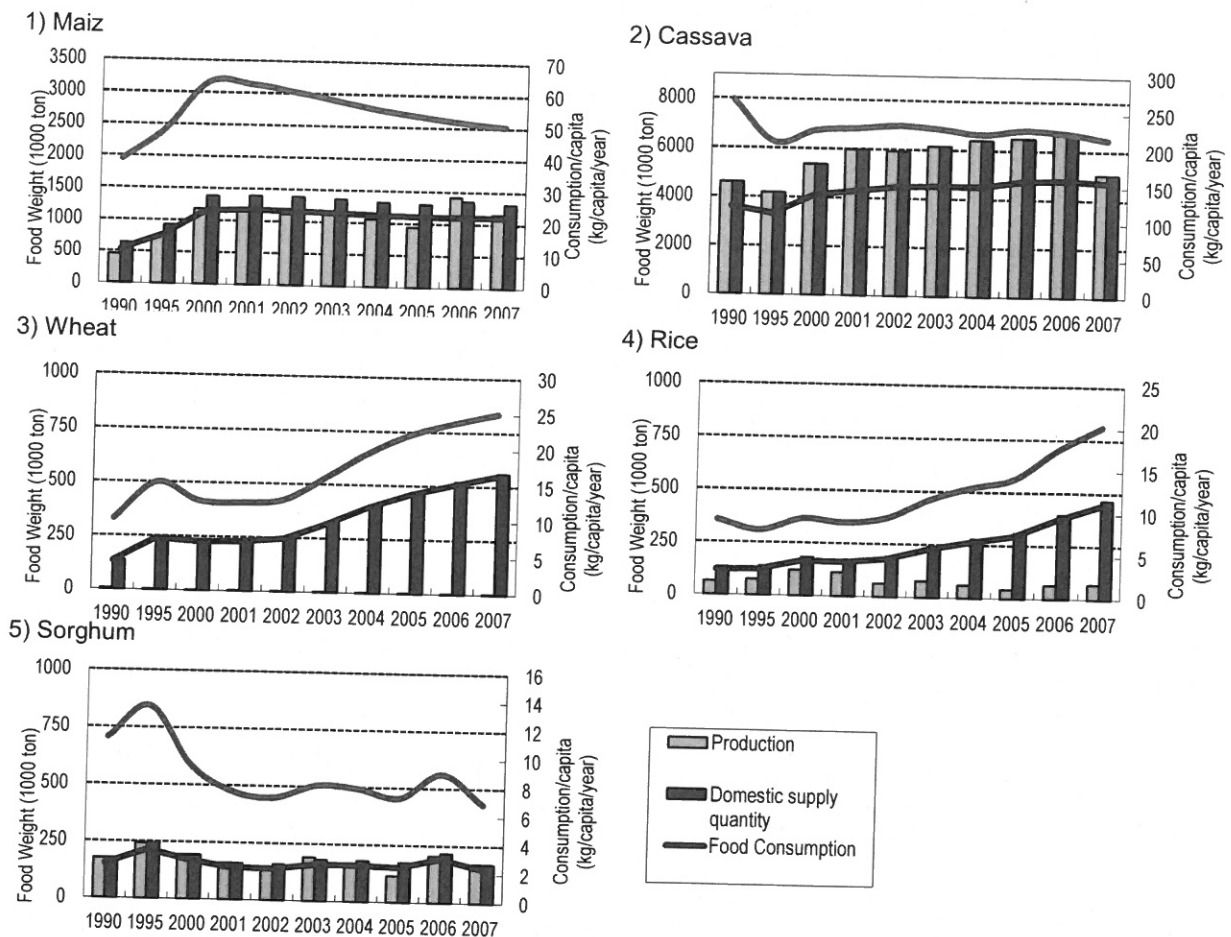 1) Maiz
Food Weight (1000 ton)
3500
3000
2500
2000
1500
1000
500
0
70
60
50
40
30
20
10
0
Consumption/capita
(kg/capita/year)
1990 1995 2000 2001 2002 2003 2004 2005 2006 2007
2) Cassava
Food Weight (1000 ton)
8000
6000
4000
2000
0
300
250
200
150
100
50
0
Consumption/capita
(kg/capita/year)
1990 1995 2000 2001 2002 2003 2004 2005 2006 2007
3) Wheat
Food Weight (1000 ton)
1000
750
500
250
0
30
25
20
15
10
5
0
Consumption/capita
(kg/capita/year)
1990 1995 2000 2001 2002 2003 2004 2005 2006 2007
4) Rice
Food Weight (1000 ton)
1000
750
500
250
0
25
20
15
10
5
0
Consumption/capita
(kg/capita/year)
1990 1995 2000 2001 2002 2003 2004 2005 2006 2007
5) Sorghum
Food Weight (1000 ton)
1000
750
500
250
0
16
14
12
10
8
6
4
2
0
Consumption/capita
(kg/capita/year)
1990 1995 2000 2001 2002 2003 2004 2005 2006 2007
Production
Domestic supply
quantity
Food Consumption